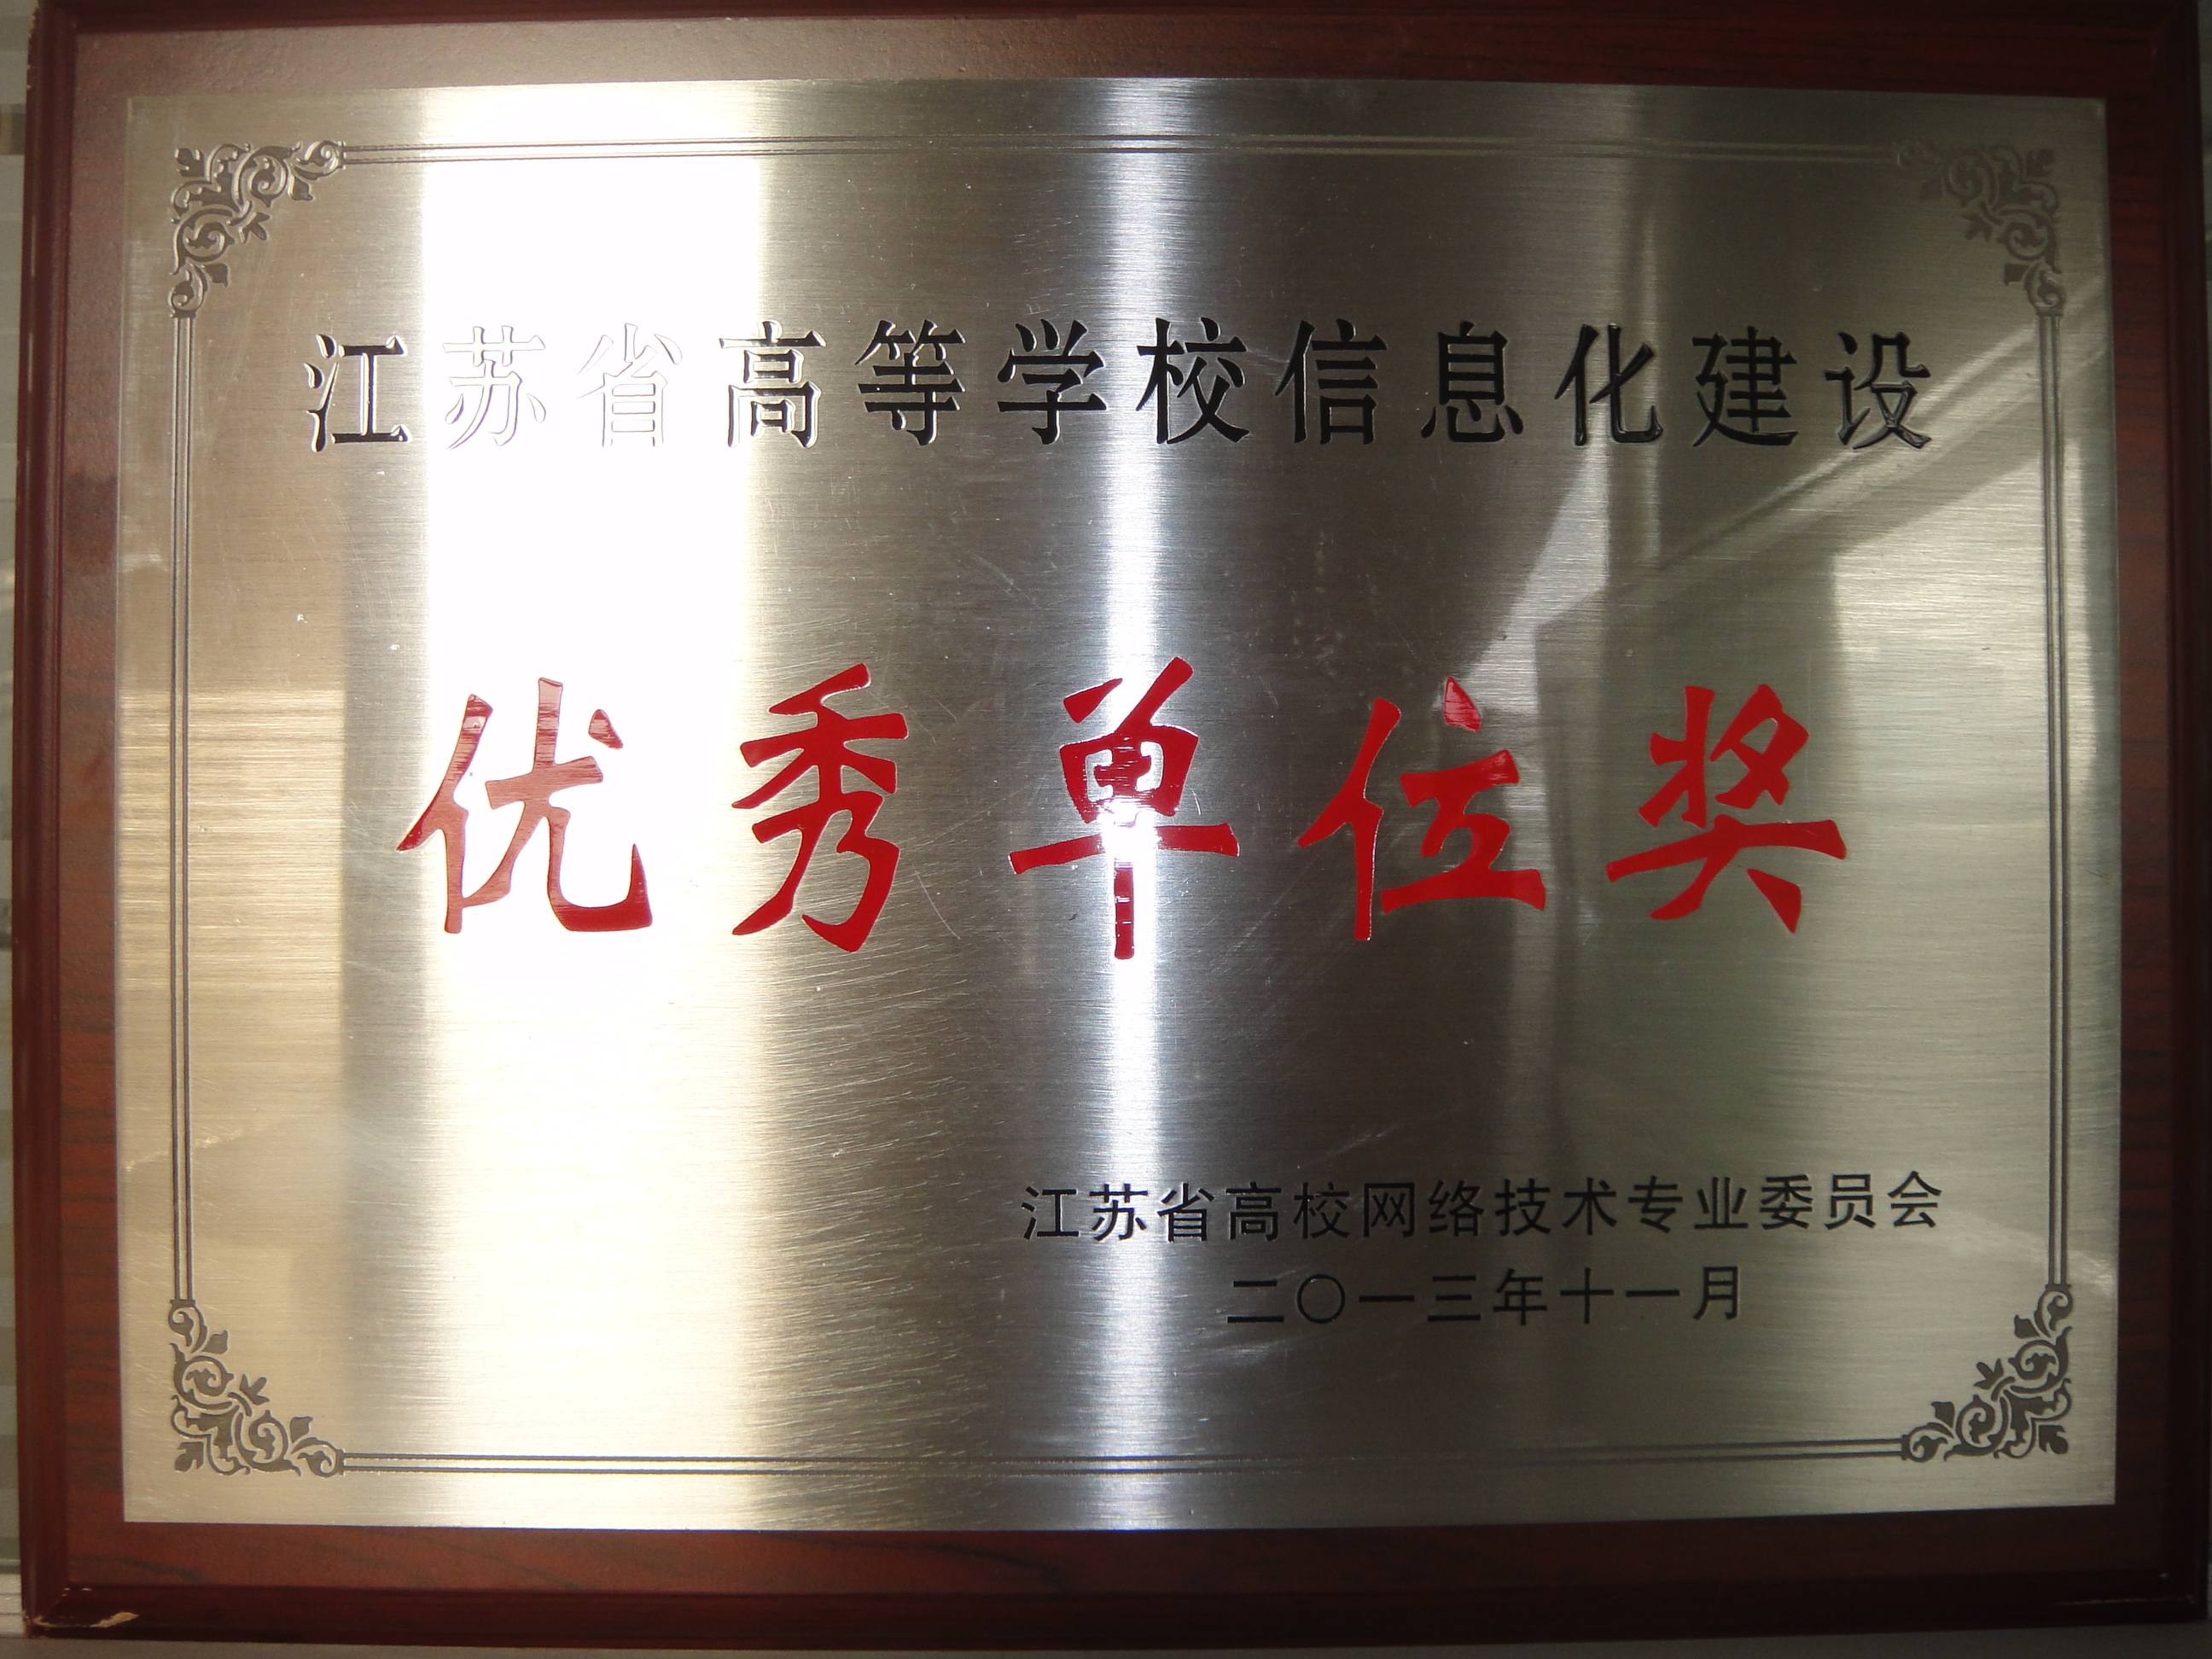 江苏省高等学校信息化建设
优秀单位奖
江苏省高校网络技术专业委员会
二〇一三年十一月